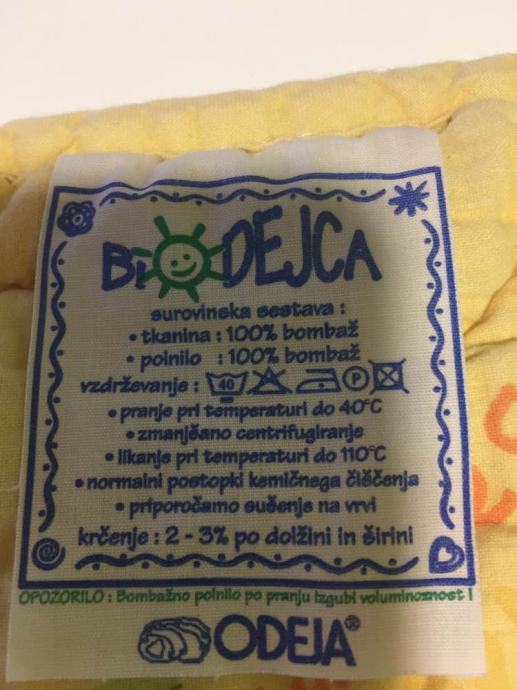 BiODEJCA
surovinska sestava :
• tkanina : 100% bombaž
• polnilo : 100% bombaž
vzdrževanje : 40 P
• pranje pri temperaturi do 40°C
• zmanjšano centrifugiranje
• likanje pri temperaturi do 110°C
• normalni postopki kemičnega čiščenja
• priporočamo sušenje na vrvi
krčenje : 2 - 3% po dolžini in širini
OPOZORILO : Bombažno polnilo po pranju izgubi voluminoznost !
ODEJA®